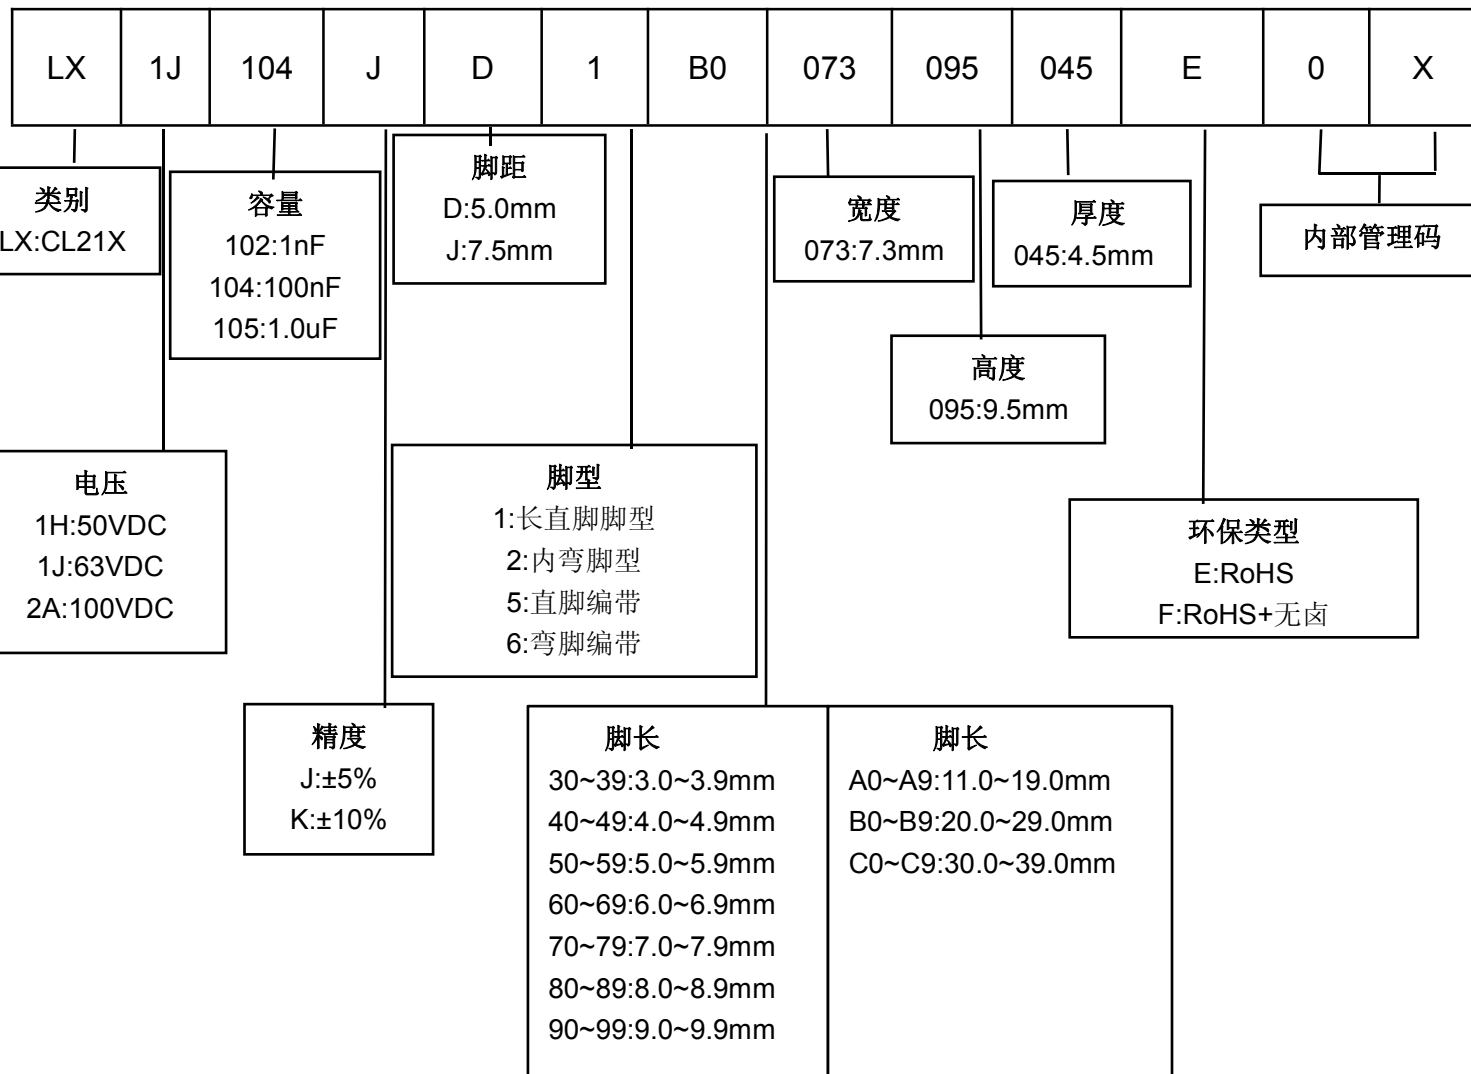 LX 1J 104 J D 1 B0 073 095 045 E 0 X
类别
LX:CL21X
容量
102:1nF
104:100nF
105:1.0uF
脚距
D:5.0mm
J:7.5mm
宽度
073:7.3mm
厚度
045:4.5mm
内部管理码
高度
095:9.5mm
电压
1H:50VDC
1J:63VDC
2A:100VDC
脚型
1:长直脚脚型
2:内弯脚型
5:直脚编带
6:弯脚编带
环保类型
E:RoHS
F:RoHS+无卤
精度
J:±5%
K:±10%
脚长
30~39:3.0~3.9mm
40~49:4.0~4.9mm
50~59:5.0~5.9mm
60~69:6.0~6.9mm
70~79:7.0~7.9mm
80~89:8.0~8.9mm
90~99:9.0~9.9mm
脚长
A0~A9:11.0~19.0mm
B0~B9:20.0~29.0mm
C0~C9:30.0~39.0mm